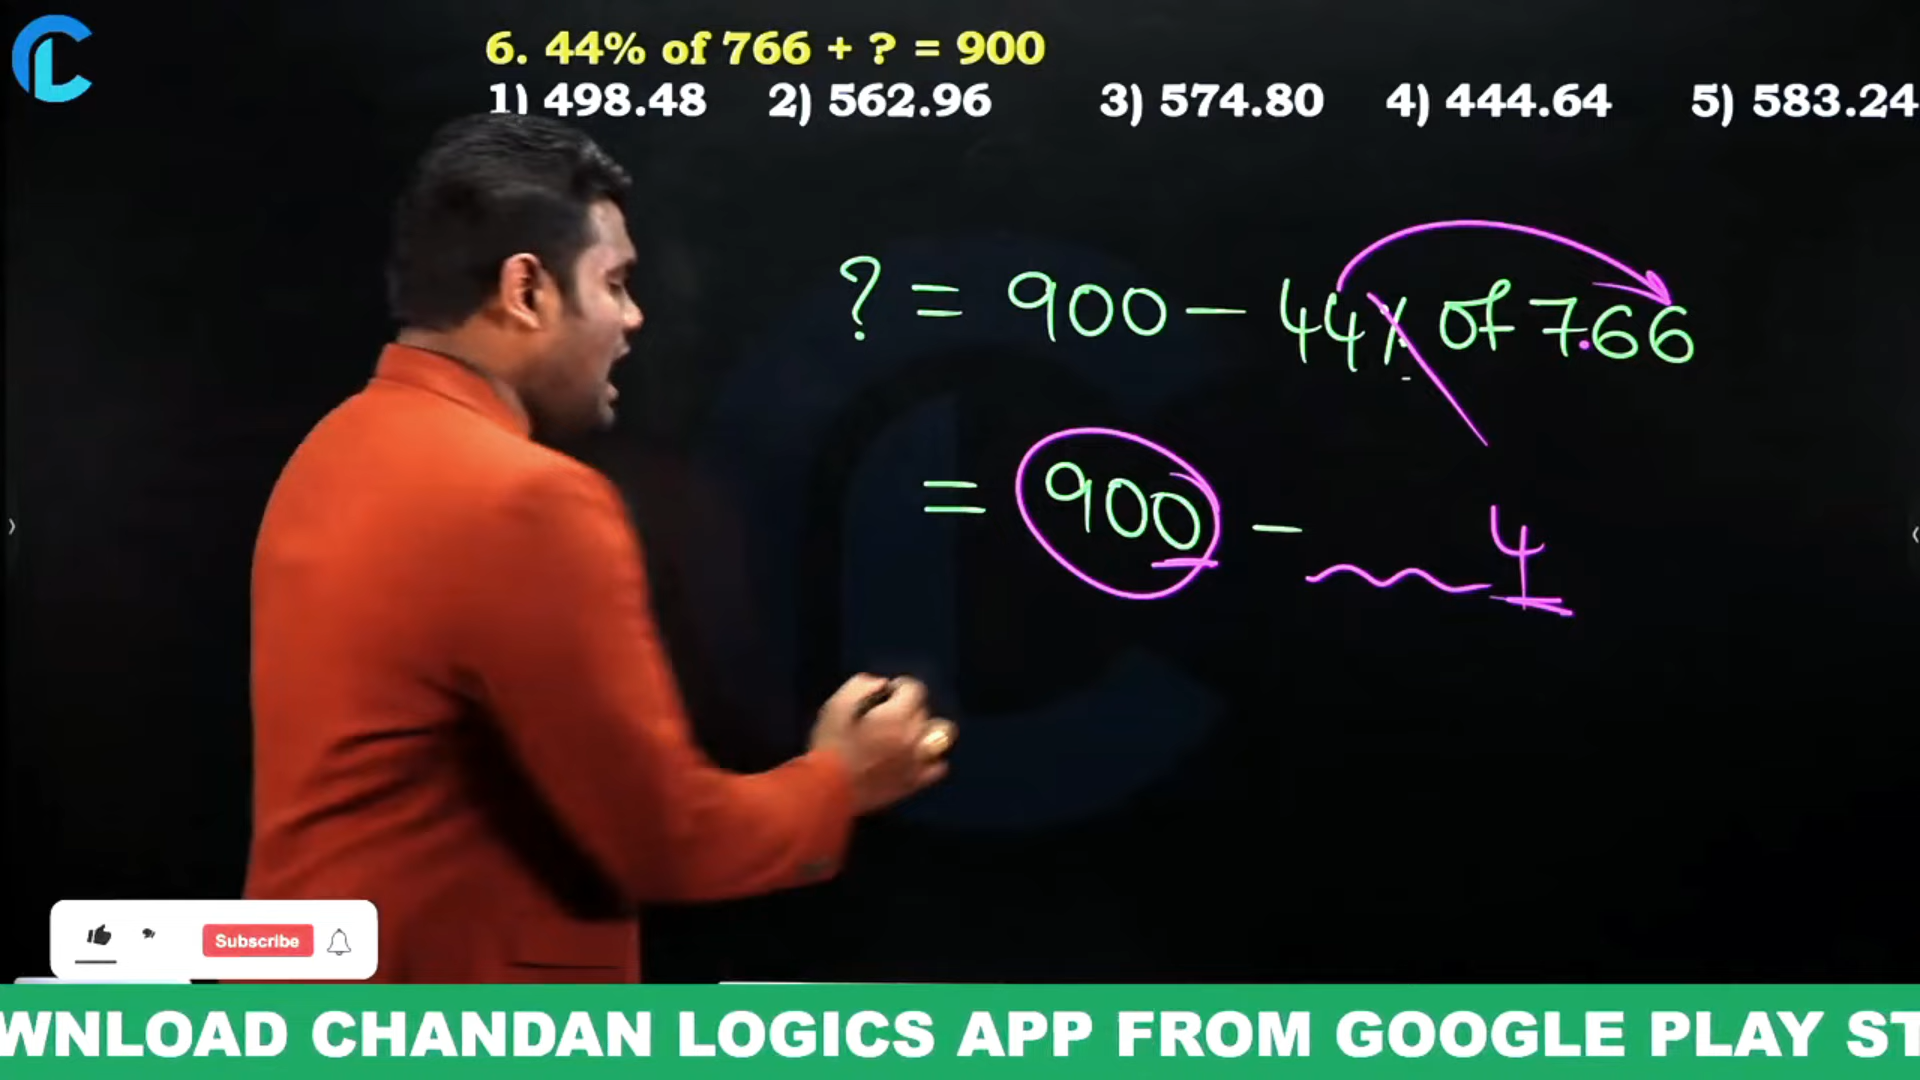 6. 44% of 766 + ? = 900
1) 498.48 2) 562.96 3) 574.80 4) 444.64 5) 583.24
? = 900 - 44% of 7.66
= 900 - 4
Subscribe
WNLOAD CHANDAN LOGICS APP FROM GOOGLE PLAY ST